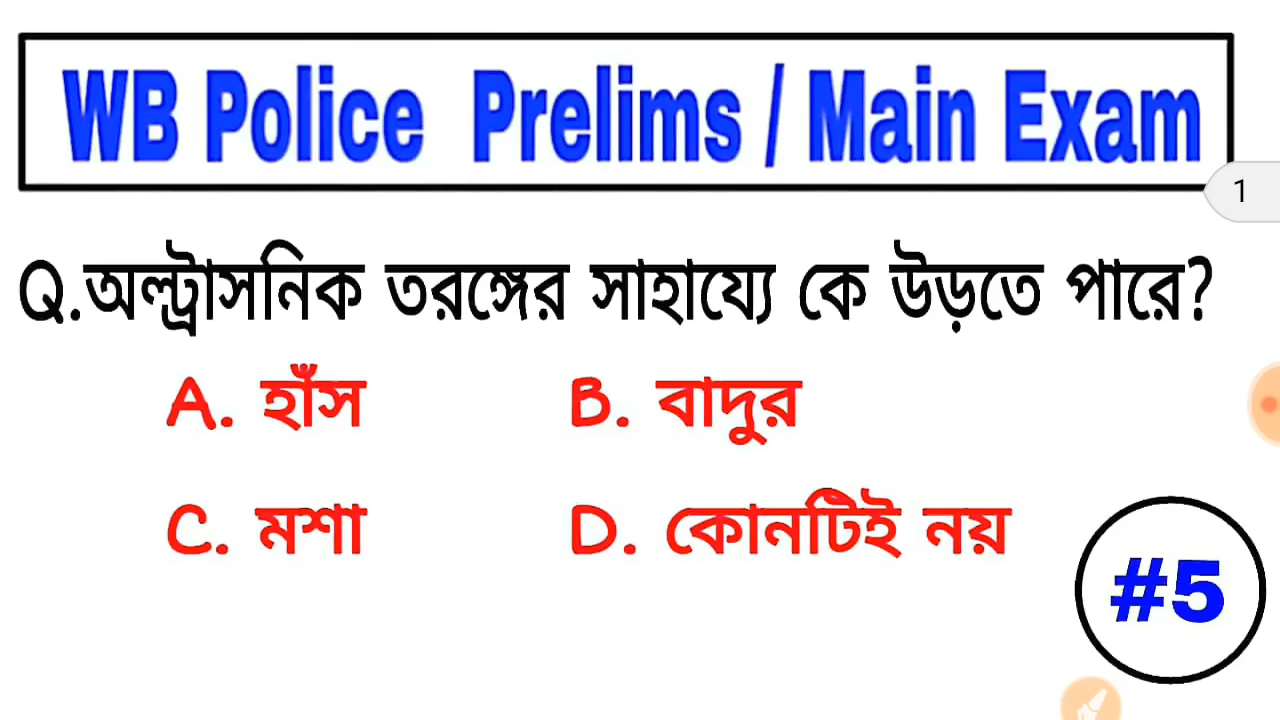 WB Police Prelims / Main Exam
1
Q.অল্ট্রাসনিক তরঙ্গের সাহায্যে কে উড়তে পারে?
A. হাঁস B. বাদুর
C. মশা D. কোনটিই নয়
#5